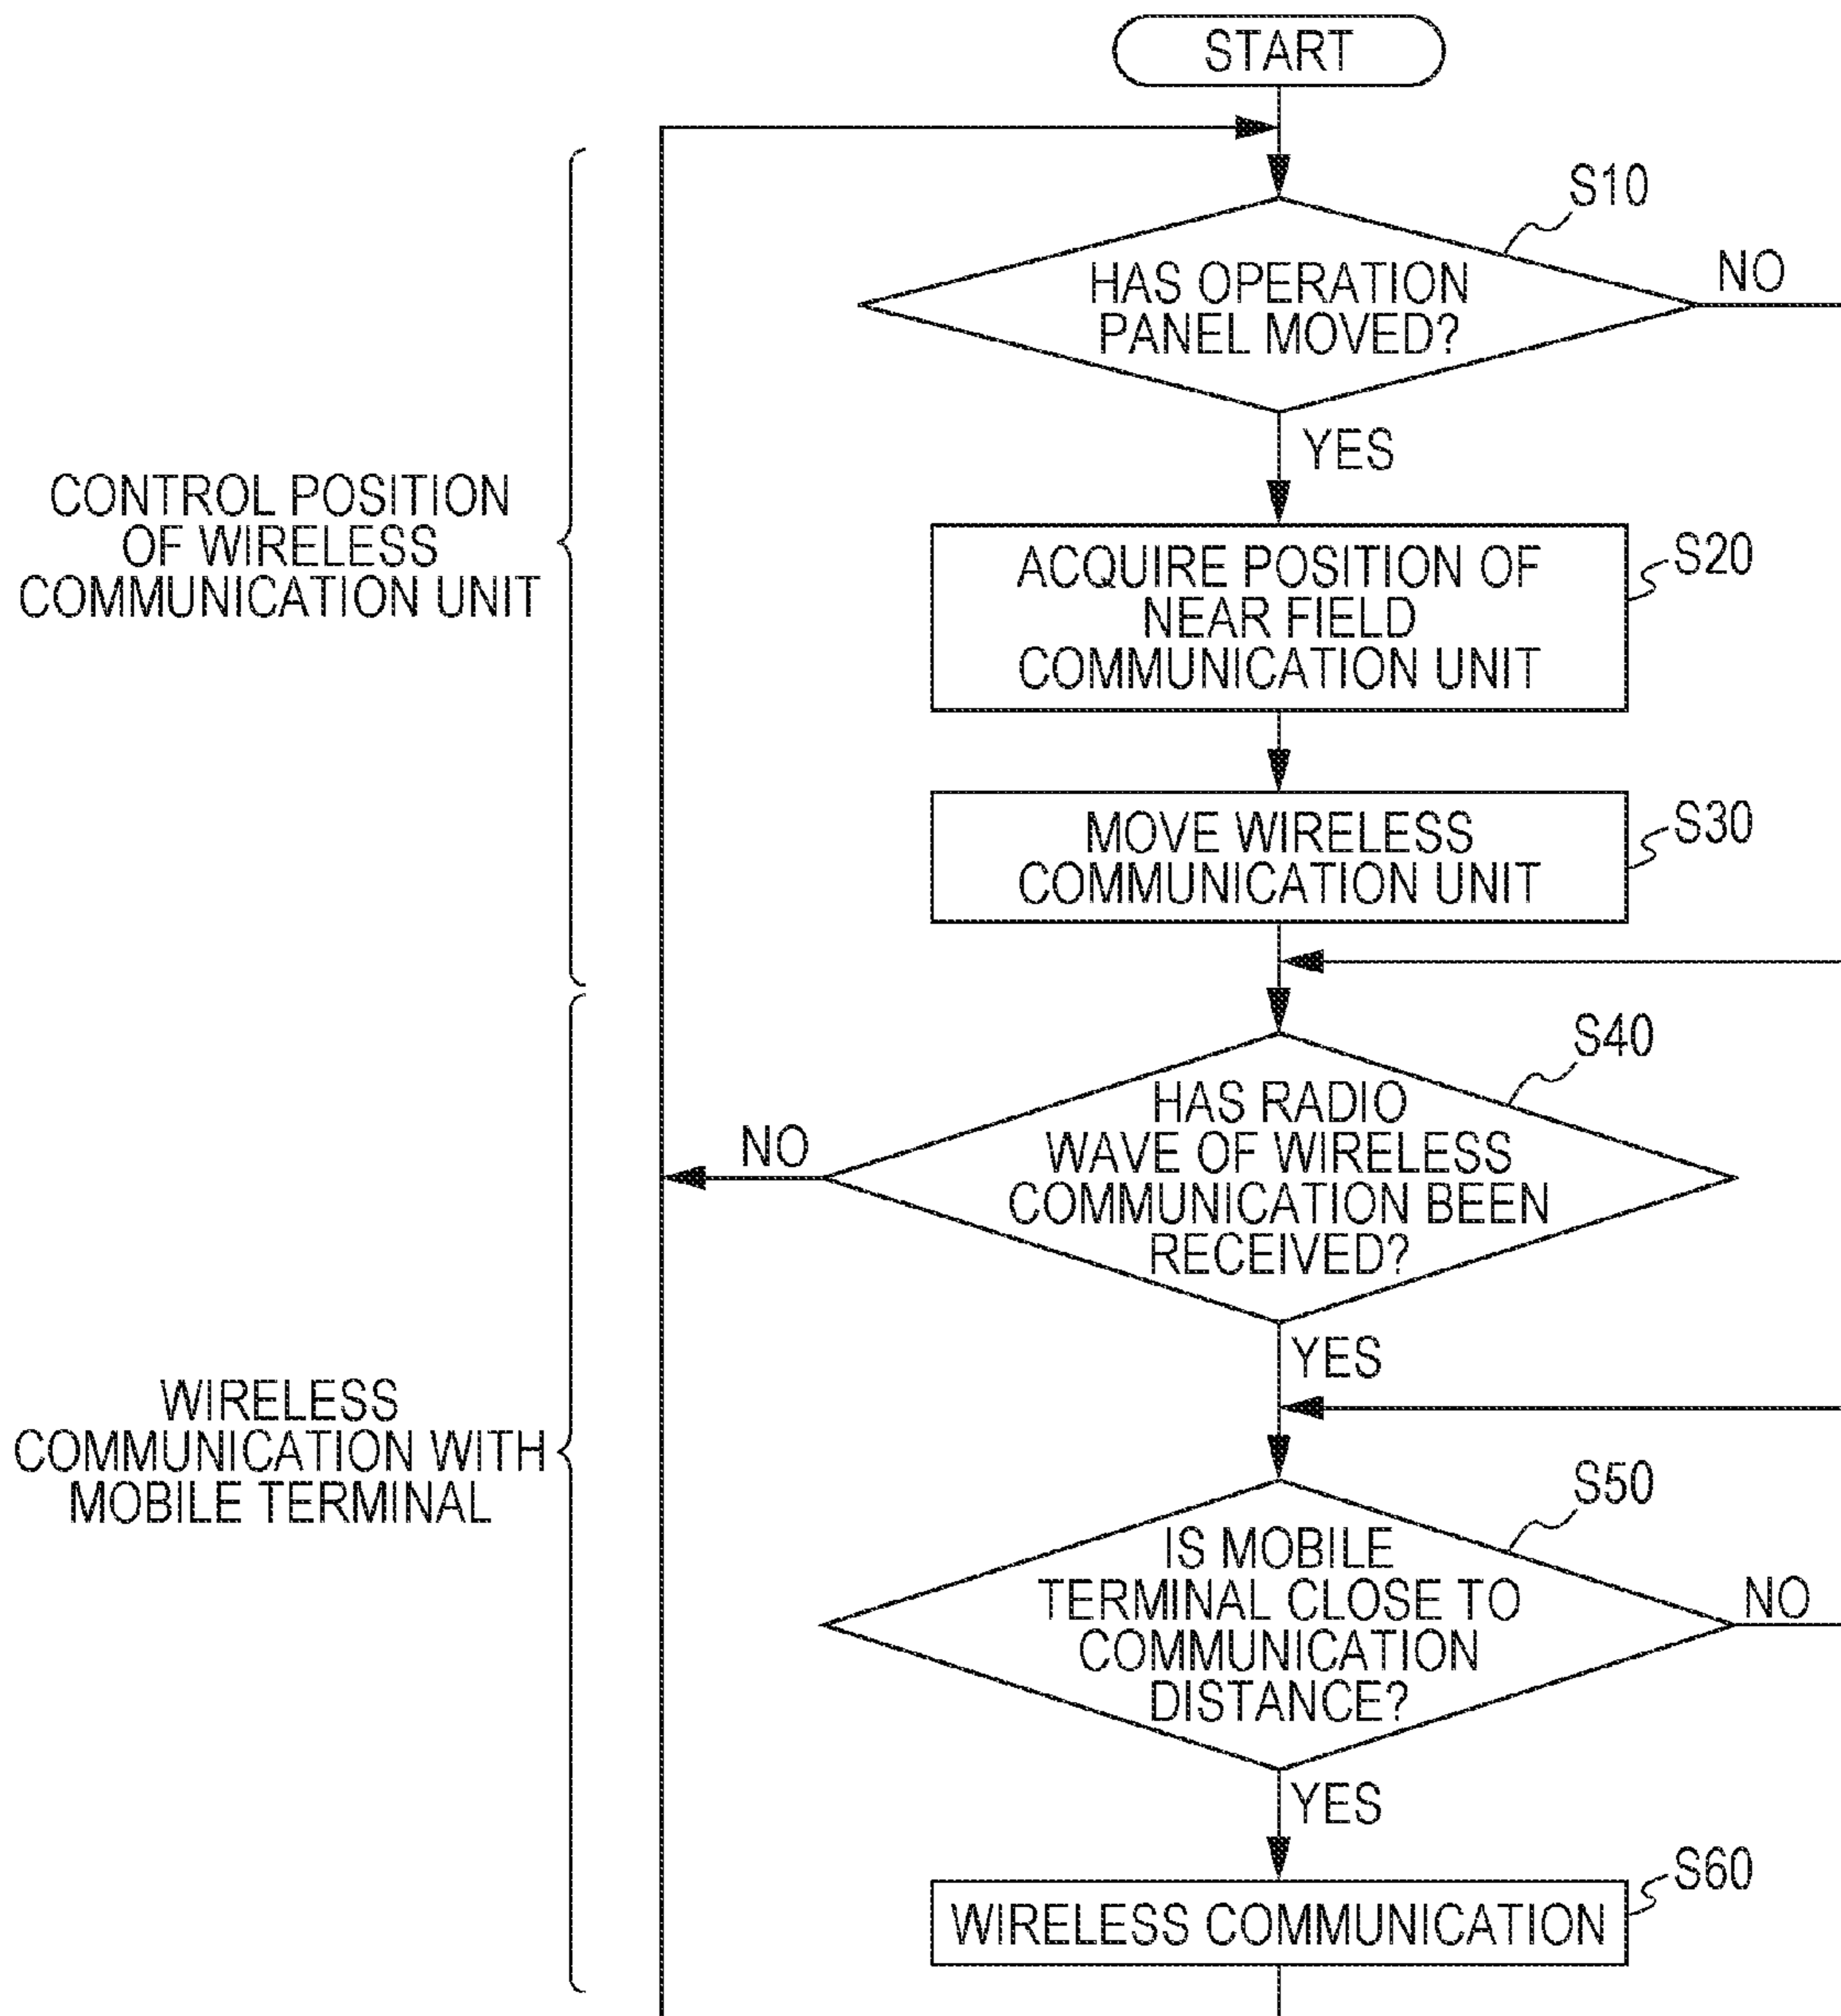 START
S10
HAS OPERATION
PANEL MOVED?
NO
YES
CONTROL POSITION
OF WIRELESS
COMMUNICATION UNIT
ACQUIRE POSITION OF
NEAR FIELD
COMMUNICATION UNIT
S20
MOVE WIRELESS
COMMUNICATION UNIT
S30
S40
HAS RADIO
WAVE OF WIRELESS
COMMUNICATION BEEN
RECEIVED?
NO
YES
WIRELESS
COMMUNICATION WITH
MOBILE TERMINAL
S50
IS MOBILE
TERMINAL CLOSE TO
COMMUNICATION
DISTANCE?
NO
YES
S60
WIRELESS COMMUNICATION